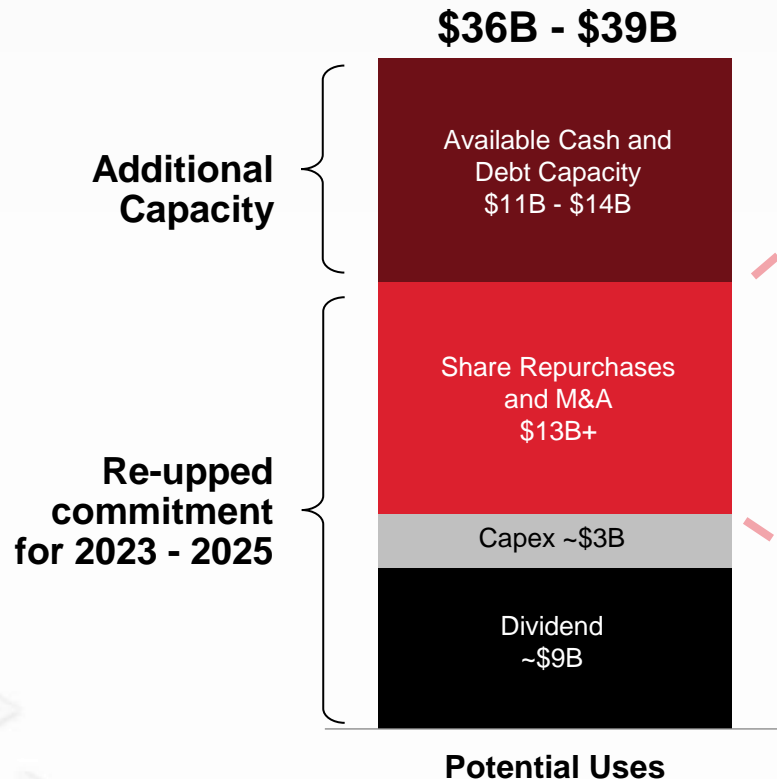 $36B - $39B
Additional
Capacity
Available Cash and
Debt Capacity
$11B - $14B
Share Repurchases
and M&A
$13B+
Re-upped
commitment
for 2023 - 2025
Capex ~$3B
Dividend
~$9B
Potential Uses